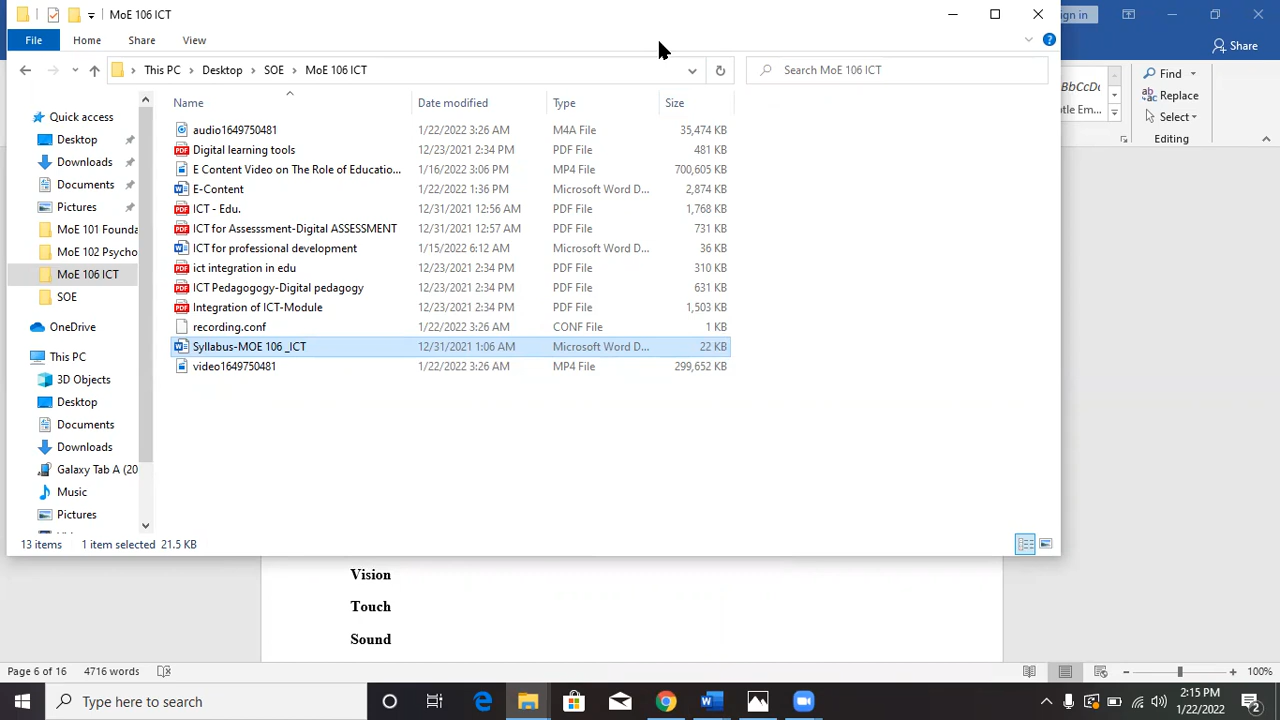 MoE 106 ICT
gn in
File Home Share View
Share
This PC Desktop SOE MoE 106 ICT
Search MoE 106 ICT
Find
Replace
Select
Editing
tle Em...
Name Date modified Type Size
Quick access
Desktop
Downloads
Documents
Pictures
MoE 101 Founda
MoE 102 Psycho
MoE 106 ICT
SOE
OneDrive
This PC
3D Objects
Desktop
Documents
Downloads
Galaxy Tab A (20
Music
Pictures
audio1649750481 1/22/2022 3:26 AM M4A File 35,474 KB
Digital learning tools 12/23/2021 2:34 PM PDF File 481 KB
E Content Video on The Role of Educatio... 1/16/2022 3:06 PM MP4 File 700,605 KB
E-Content 1/22/2022 1:36 PM Microsoft Word D... 2,874 KB
ICT - Edu. 12/31/2021 12:56 AM PDF File 1,768 KB
ICT for Assesssment-Digital ASSESSMENT 12/31/2021 12:57 AM PDF File 731 KB
ICT for professional development 1/15/2022 6:12 AM Microsoft Word D... 36 KB
ict integration in edu 12/23/2021 2:34 PM PDF File 310 KB
ICT Pedagogogy-Digital pedagogy 12/23/2021 2:34 PM PDF File 631 KB
Integration of ICT-Module 12/23/2021 2:34 PM PDF File 1,503 KB
recording.conf 1/22/2022 3:26 AM CONF File 1 KB
Syllabus-MOE 106 _ICT 12/31/2021 1:06 AM Microsoft Word D... 22 KB
video1649750481 1/22/2022 3:26 AM MP4 File 299,652 KB
13 items 1 item selected 21.5 KB
Vision
Touch
Sound
Page 6 of 16 4716 words
100%
Type here to search
2:15 PM
1/22/2022
2